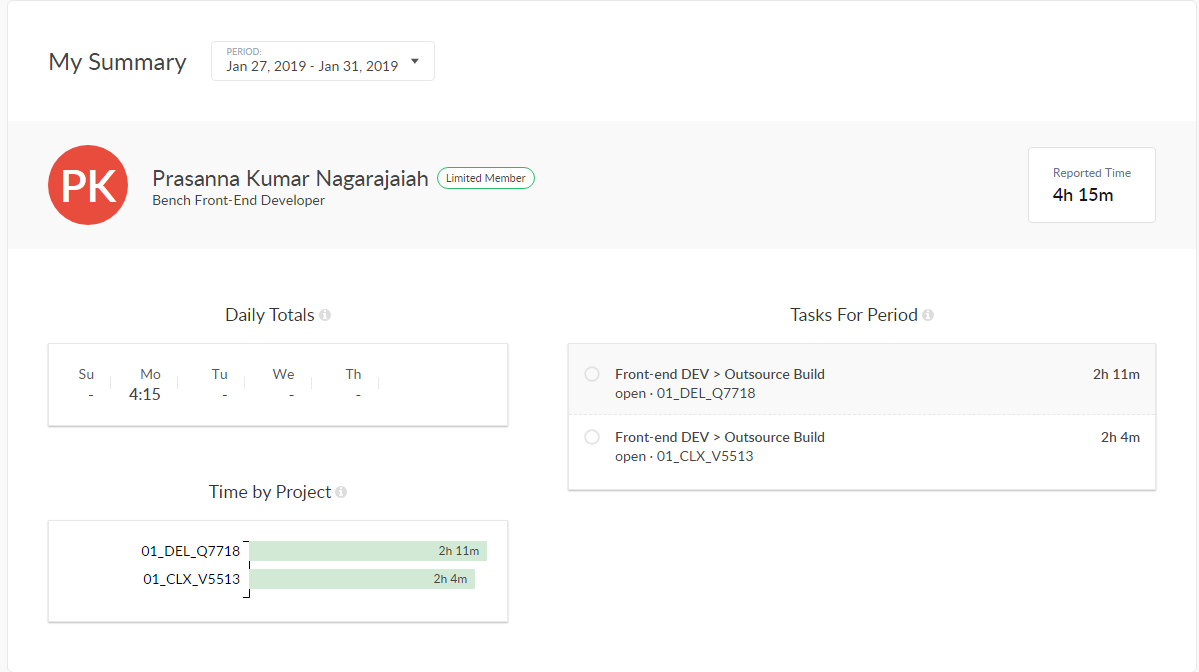 My Summary
PERIOD:
Jan 27, 2019 - Jan 31, 2019
PK
Prasanna Kumar Nagarajaiah
Limited Member
Bench Front-End Developer
Reported Time
4h 15m
Daily Totals
Su Mo Tu We Th
- 4:15 - - -
Time by Project
01_DEL_Q7718 2h 11m
01_CLX_V5513 2h 4m
Tasks For Period
Front-end DEV > Outsource Build 2h 11m
open · 01_DEL_Q7718
Front-end DEV > Outsource Build 2h 4m
open · 01_CLX_V5513